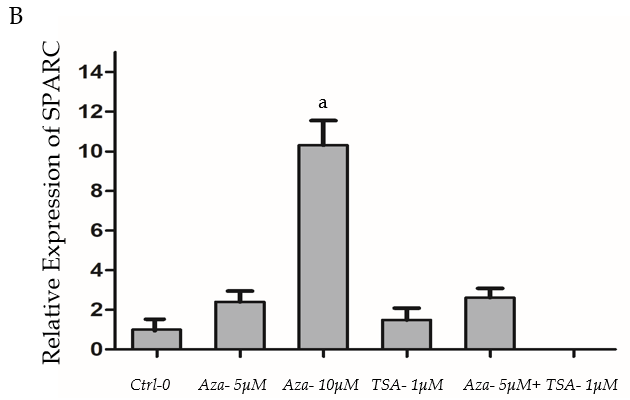 B
Relative Expression of SPARC
14
12
10
8
6
4
2
0
a
Ctrl-0 Aza- 5µM Aza- 10µM TSA- 1µM Aza- 5µM+ TSA- 1µM